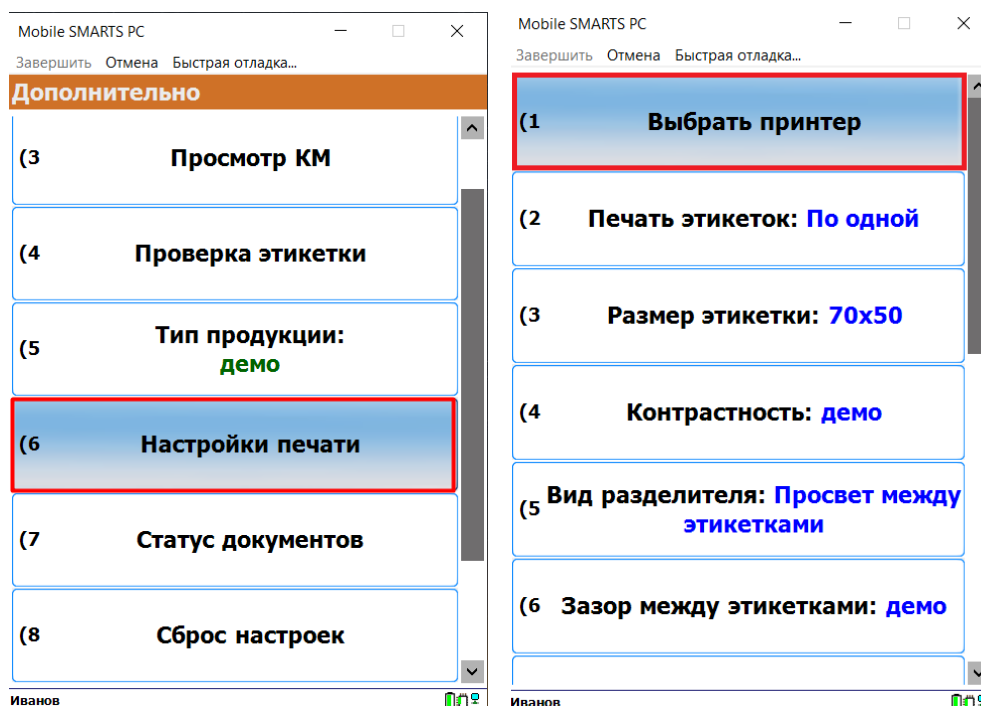 Mobile SMARTS PC
Завершить Отмена Быстрая отладка...
Дополнительно
(3 Просмотр КМ
(4 Проверка этикетки
(5 Тип продукции:
демо
(6 Настройки печати
(7 Статус документов
(8 Сброс настроек
Иванов
Mobile SMARTS PC
Завершить Отмена Быстрая отладка...
(1 Выбрать принтер
(2 Печать этикеток: По одной
(3 Размер этикетки: 70x50
(4 Контрастность: демо
(5 Вид разделителя: Просвет между
этикетками
(6 Зазор между этикетками: демо
Иванов